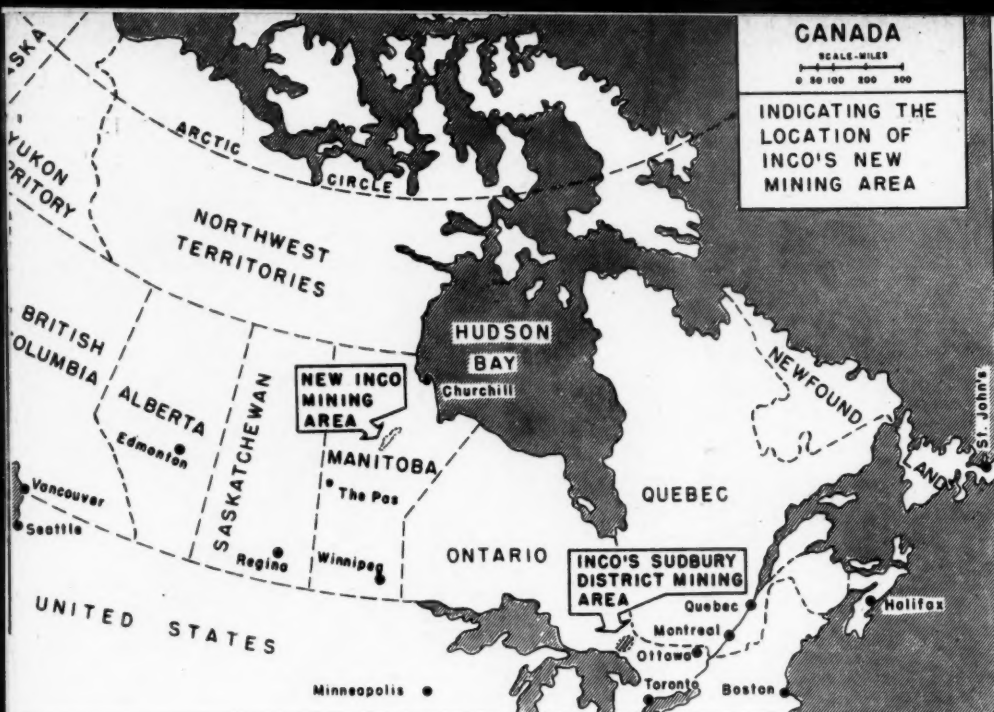 CANADA
SCALE-MILES
0 50 100 200 300
INDICATING THE
LOCATION OF
INCO'S NEW
MINING AREA
ASKA
YUKON
RRITORY
ARCTIC
CIRCLE
NORTHWEST
TERRITORIES
BRITISH
COLUMBIA
ALBERTA
Edmonton
SASKATCHEWAN
Regina
NEW INCO
MINING
AREA
MANITOBA
The Pas
Winnipeg
HUDSON
BAY
Churchill
NEWFOUND
LAND
St. John's
QUEBEC
ONTARIO
INCO'S SUDBURY
DISTRICT MINING
AREA
Vancouver
Seattle
UNITED STATES
Minneapolis
Quebec
Montreal
Ottawa
Toronto
Boston
Halifax